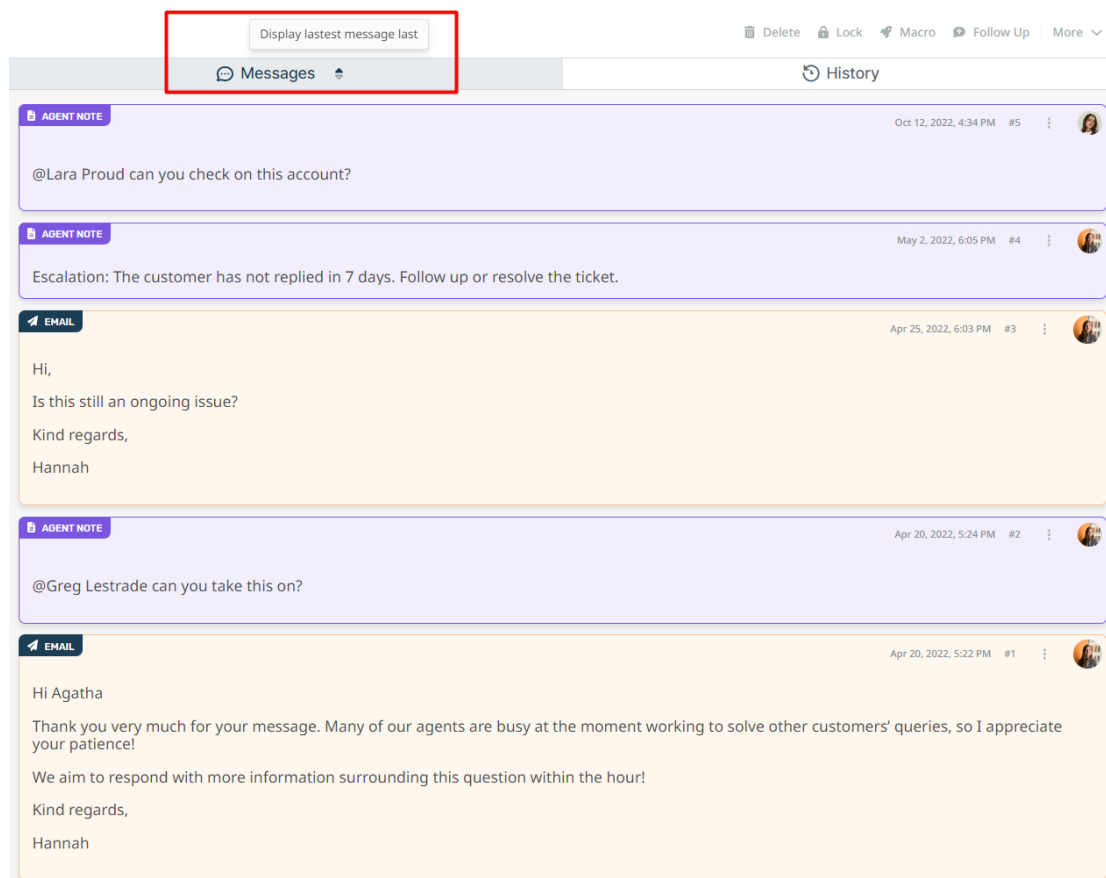 Display lastest message last
Delete Lock Macro Follow Up More
Messages History
AGENT NOTE
Oct 12, 2022, 4:34 PM #5
@Lara Proud can you check on this account?
AGENT NOTE
May 2, 2022, 6:05 PM #4
Escalation: The customer has not replied in 7 days. Follow up or resolve the ticket.
EMAIL
Apr 25, 2022, 6:03 PM #3
Hi,
Is this still an ongoing issue?
Kind regards,
Hannah
AGENT NOTE
Apr 20, 2022, 5:24 PM #2
@Greg Lestrade can you take this on?
EMAIL
Apr 20, 2022, 5:22 PM #1
Hi Agatha
Thank you very much for your message. Many of our agents are busy at the moment working to solve other customers’ queries, so I appreciate
your patience!
We aim to respond with more information surrounding this question within the hour!
Kind regards,
Hannah